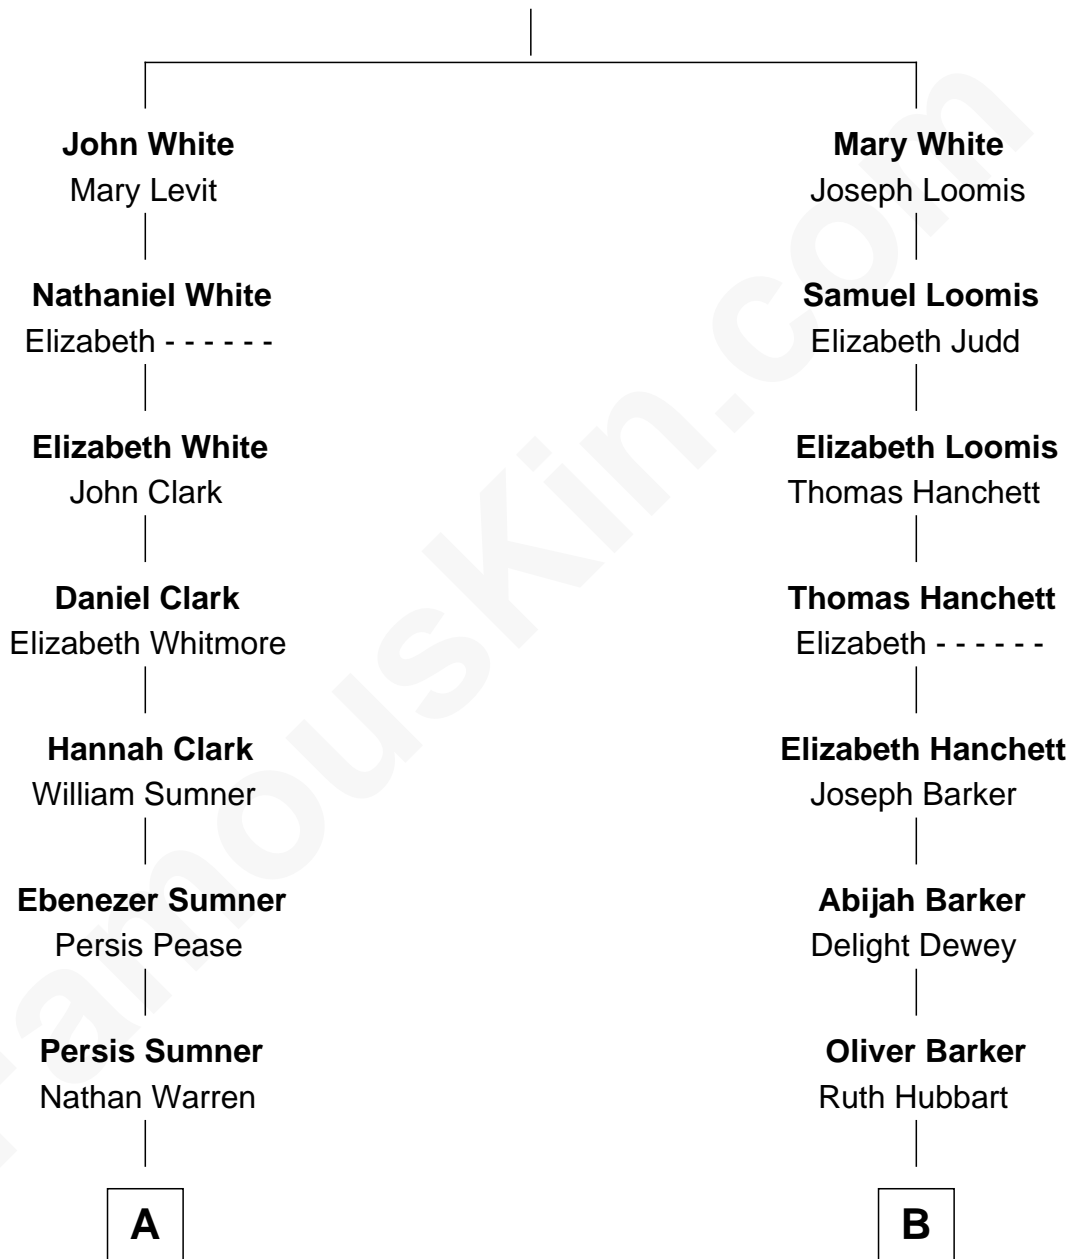 John White
Mary Levit
Nathaniel White
Elizabeth - - - - - -
Elizabeth White
John Clark
Daniel Clark
Elizabeth Whitmore
Hannah Clark
William Sumner
Ebenezer Sumner
Persis Pease
Persis Sumner
Nathan Warren
A
Mary White
Joseph Loomis
Samuel Loomis
Elizabeth Judd
Elizabeth Loomis
Thomas Hanchett
Thomas Hanchett
Elizabeth - - - - - -
Elizabeth Hanchett
Joseph Barker
Abijah Barker
Delight Dewey
Oliver Barker
Ruth Hubbart
B
FamousKin.com